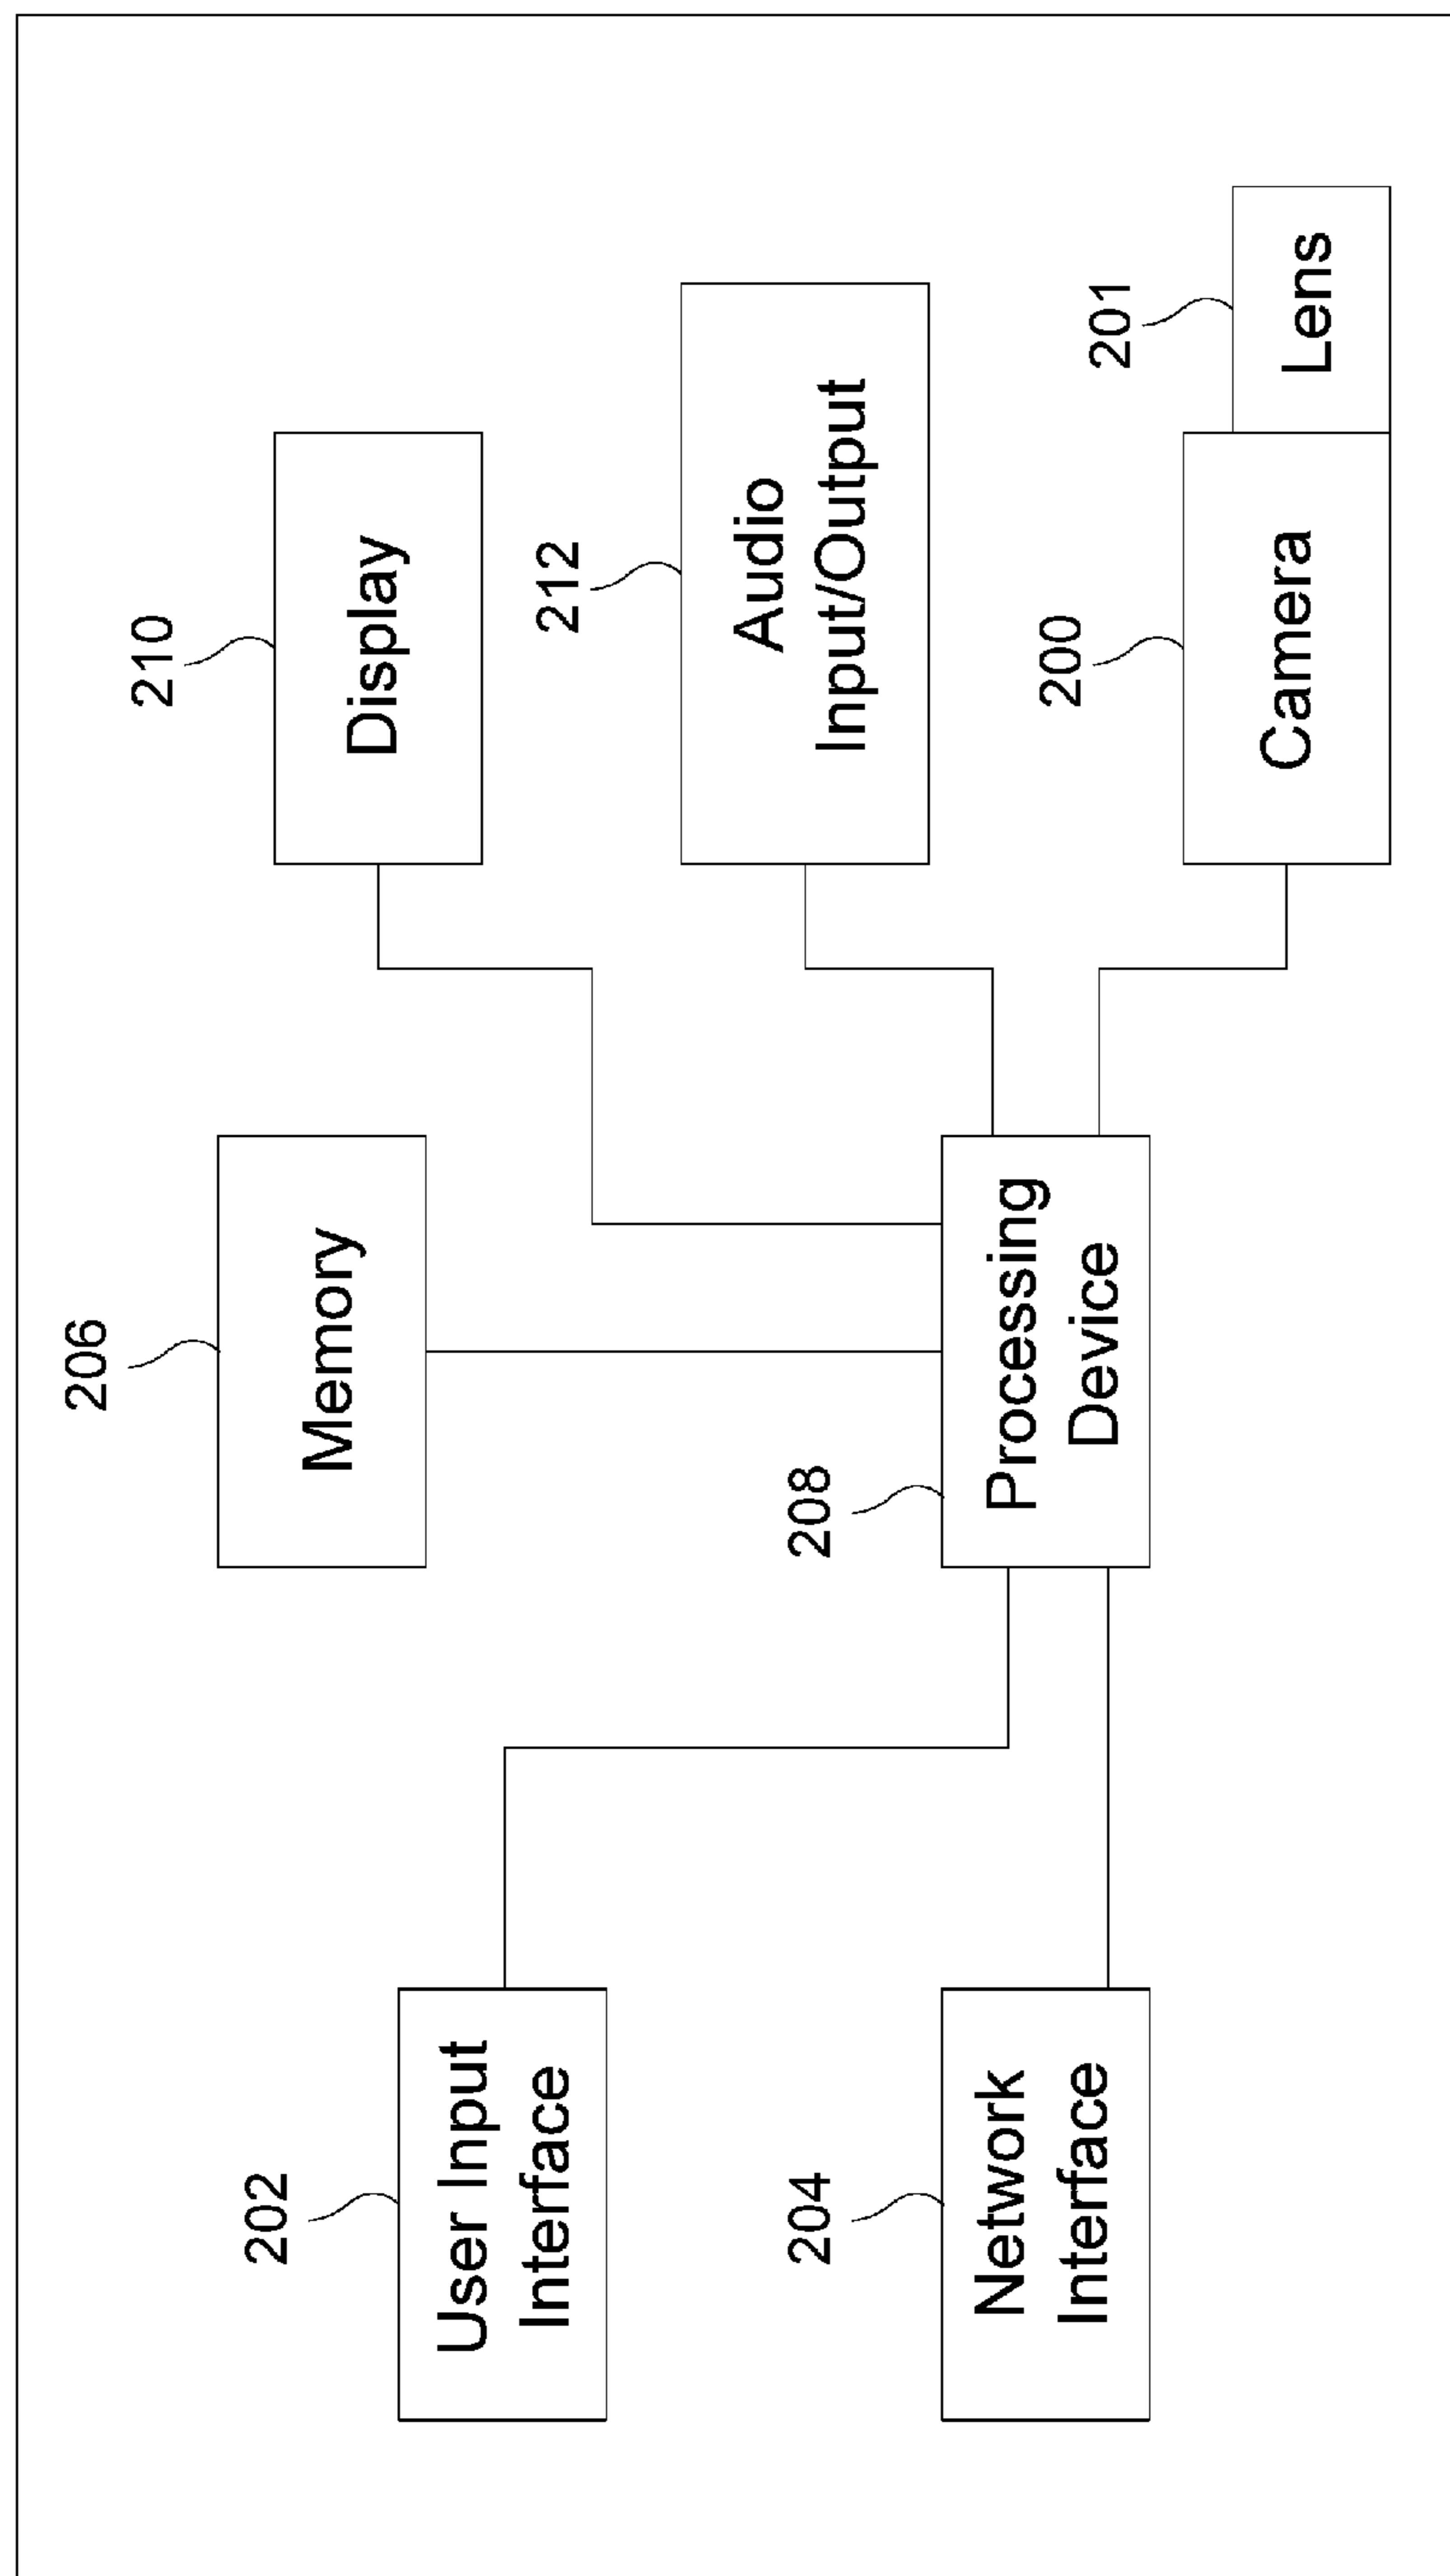 206
Memory
210
Display
202
User Input
Interface
212
Audio
Input/Output
208
Processing
Device
204
Network
Interface
200
Camera
201
Lens